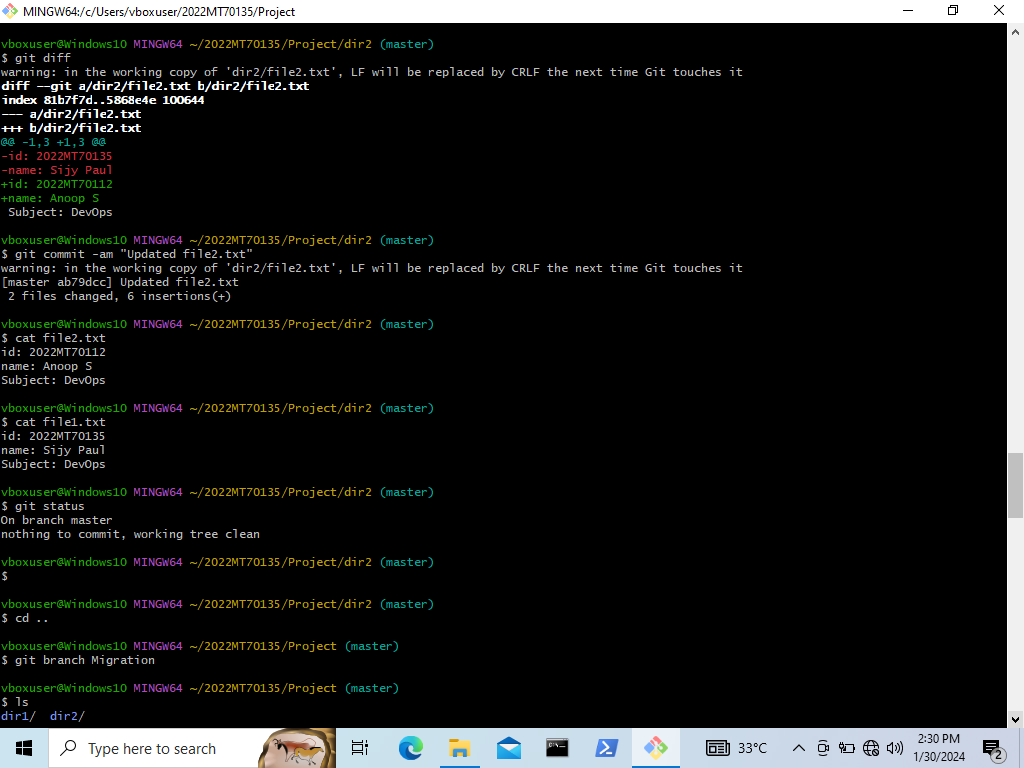 MINGW64:/c/Users/vboxuser/2022MT70135/Project
vboxuser@Windows10 MINGW64 ~/2022MT70135/Project/dir2 (master)
$ git diff
warning: in the working copy of 'dir2/file2.txt', LF will be replaced by CRLF the next time Git touches it
diff --git a/dir2/file2.txt b/dir2/file2.txt
index 81b7f7d..5868e4e 100644
--- a/dir2/file2.txt
+++ b/dir2/file2.txt
@@ -1,3 +1,3 @@
-id: 2022MT70135
-name: Sijy Paul
+id: 2022MT70112
+name: Anoop S
 Subject: DevOps
vboxuser@Windows10 MINGW64 ~/2022MT70135/Project/dir2 (master)
$ git commit -am "Updated file2.txt"
warning: in the working copy of 'dir2/file2.txt', LF will be replaced by CRLF the next time Git touches it
[master ab79dcc] Updated file2.txt
 2 files changed, 6 insertions(+)
vboxuser@Windows10 MINGW64 ~/2022MT70135/Project/dir2 (master)
$ cat file2.txt
id: 2022MT70112
name: Anoop S
Subject: DevOps
vboxuser@Windows10 MINGW64 ~/2022MT70135/Project/dir2 (master)
$ cat file1.txt
id: 2022MT70135
name: Sijy Paul
Subject: DevOps
vboxuser@Windows10 MINGW64 ~/2022MT70135/Project/dir2 (master)
$ git status
On branch master
nothing to commit, working tree clean
vboxuser@Windows10 MINGW64 ~/2022MT70135/Project/dir2 (master)
$
vboxuser@Windows10 MINGW64 ~/2022MT70135/Project/dir2 (master)
$ cd ..
vboxuser@Windows10 MINGW64 ~/2022MT70135/Project (master)
$ git branch Migration
vboxuser@Windows10 MINGW64 ~/2022MT70135/Project (master)
$ ls
dir1/  dir2/
Type here to search
33°C
2:30 PM
1/30/2024
2